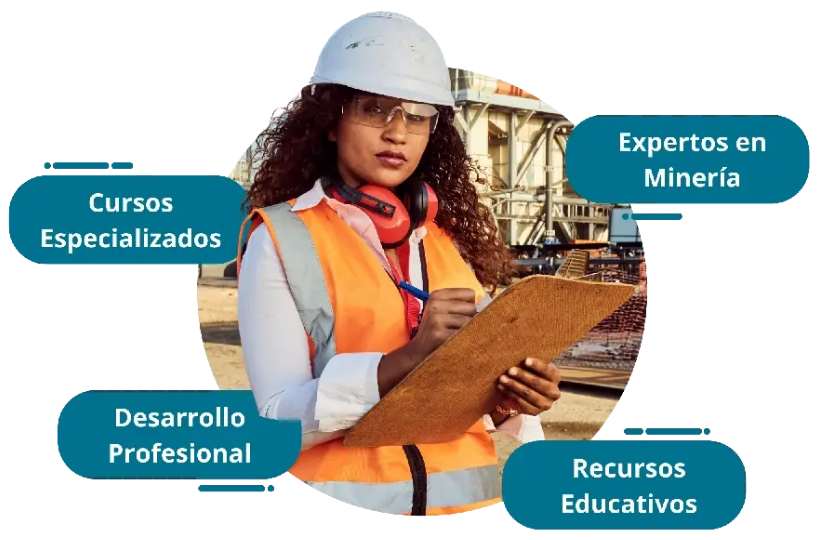 Expertos en
Minería
Cursos
Especializados
Desarrollo
Profesional
Recursos
Educativos